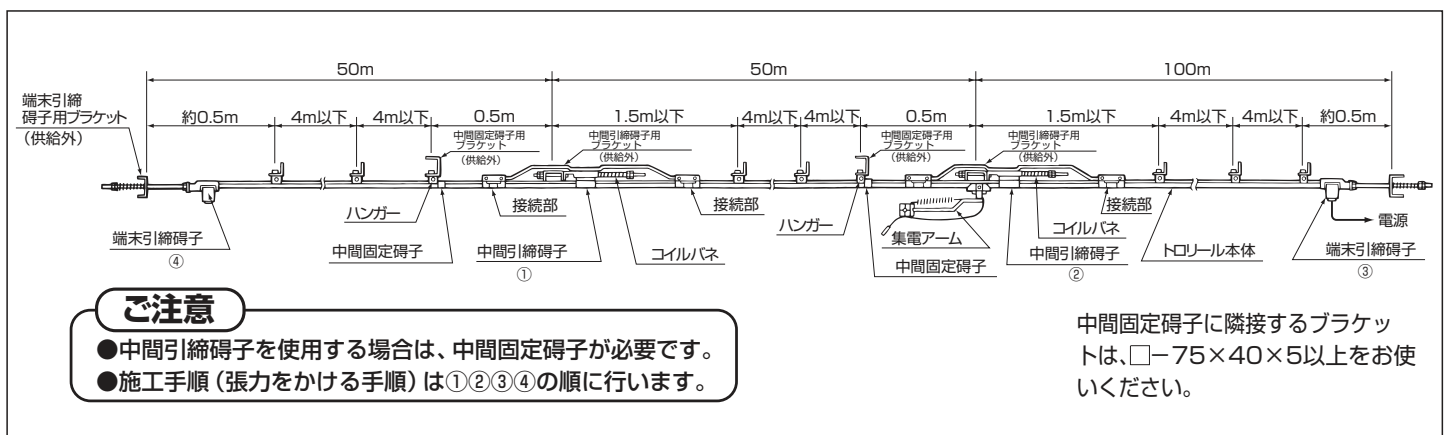 50m 50m 100m
端末引締
碍子用ブラケット
(供給外)
約0.5m 4m以下 4m以下 0.5m 1.5m以下 4m以下 4m以下 0.5m 1.5m以下 4m以下 4m以下 約0.5m
中間固定碍子用
ブラケット
(供給外)
中間引締碍子用
ブラケット
(供給外)
中間固定碍子用
ブラケット
(供給外)
中間引締碍子用
ブラケット
(供給外)
端末引締碍子
④
ハンガー
中間固定碍子
接続部
中間引締碍子
①
コイルバネ
接続部
ハンガー
集電アーム
中間固定碍子
中間引締碍子
②
コイルバネ
接続部
トロリール本体
電源
端末引締碍子
③
ご注意
●中間引締碍子を使用する場合は、中間固定碍子が必要です。
●施工手順(張力をかける手順)は①②③④の順に行います。
中間固定碍子に隣接するブラケッ
トは、□−75×40×5以上をお使
いください。